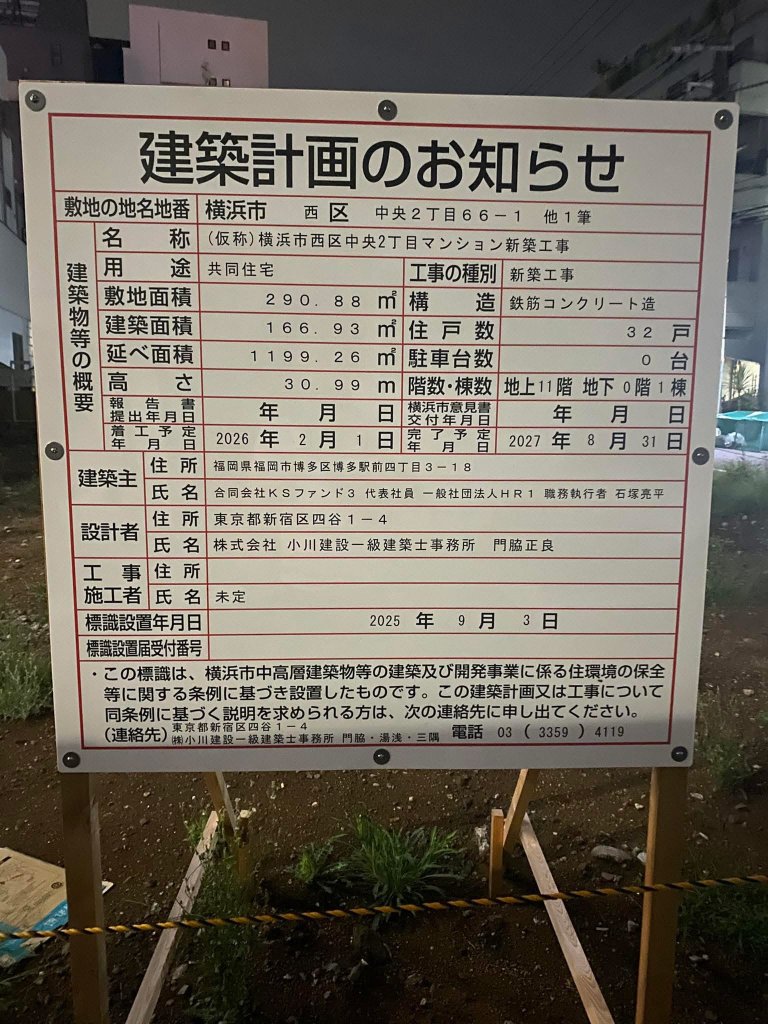 建築計画のお知らせ
敷地の地名地番 横浜市 西 区 中央2丁目66-1 他1筆
建築物等の概要
名称 (仮称)横浜市西区中央2丁目マンション新築工事
用途 共同住宅 工事の種別 新築工事
敷地面積 290.88 ㎡ 構造 鉄筋コンクリート造
建築面積 166.93 ㎡ 住戸数 32 戸
延べ面積 1199.26 ㎡ 駐車台数 0 台
高さ 30.99 m 階数・棟数 地上11階 地下0階1棟
報告書提出年月日 年 月 日 横浜市意見書交付年月日 年 月 日
着工予定年月日 2026 年 2 月 1 日 完了予定年月日 2027 年 8 月 31 日
建築主 住所 福岡県福岡市博多区博多駅前四丁目3-18
氏名 合同会社KSファンド3 代表社員 一般社団法人HR1 職務執行者 石塚亮平
設計者 住所 東京都新宿区四谷1-4
氏名 株式会社 小川建設一級建築士事務所 門脇正良
工事施工者 住所
氏名 未定
標識設置年月日 2025 年 9 月 3 日
標識設置届受付番号
・この標識は、横浜市中高層建築物等の建築及び開発事業に係る住環境の保全
等に関する条例に基づき設置したものです。この建築計画又は工事について
同条例に基づく説明を求められる方は、次の連絡先に申し出てください。
(連絡先) 東京都新宿区四谷1-4
㈱小川建設一級建築士事務所 門脇・湯浅・三隅 電話 03 (3359) 4119